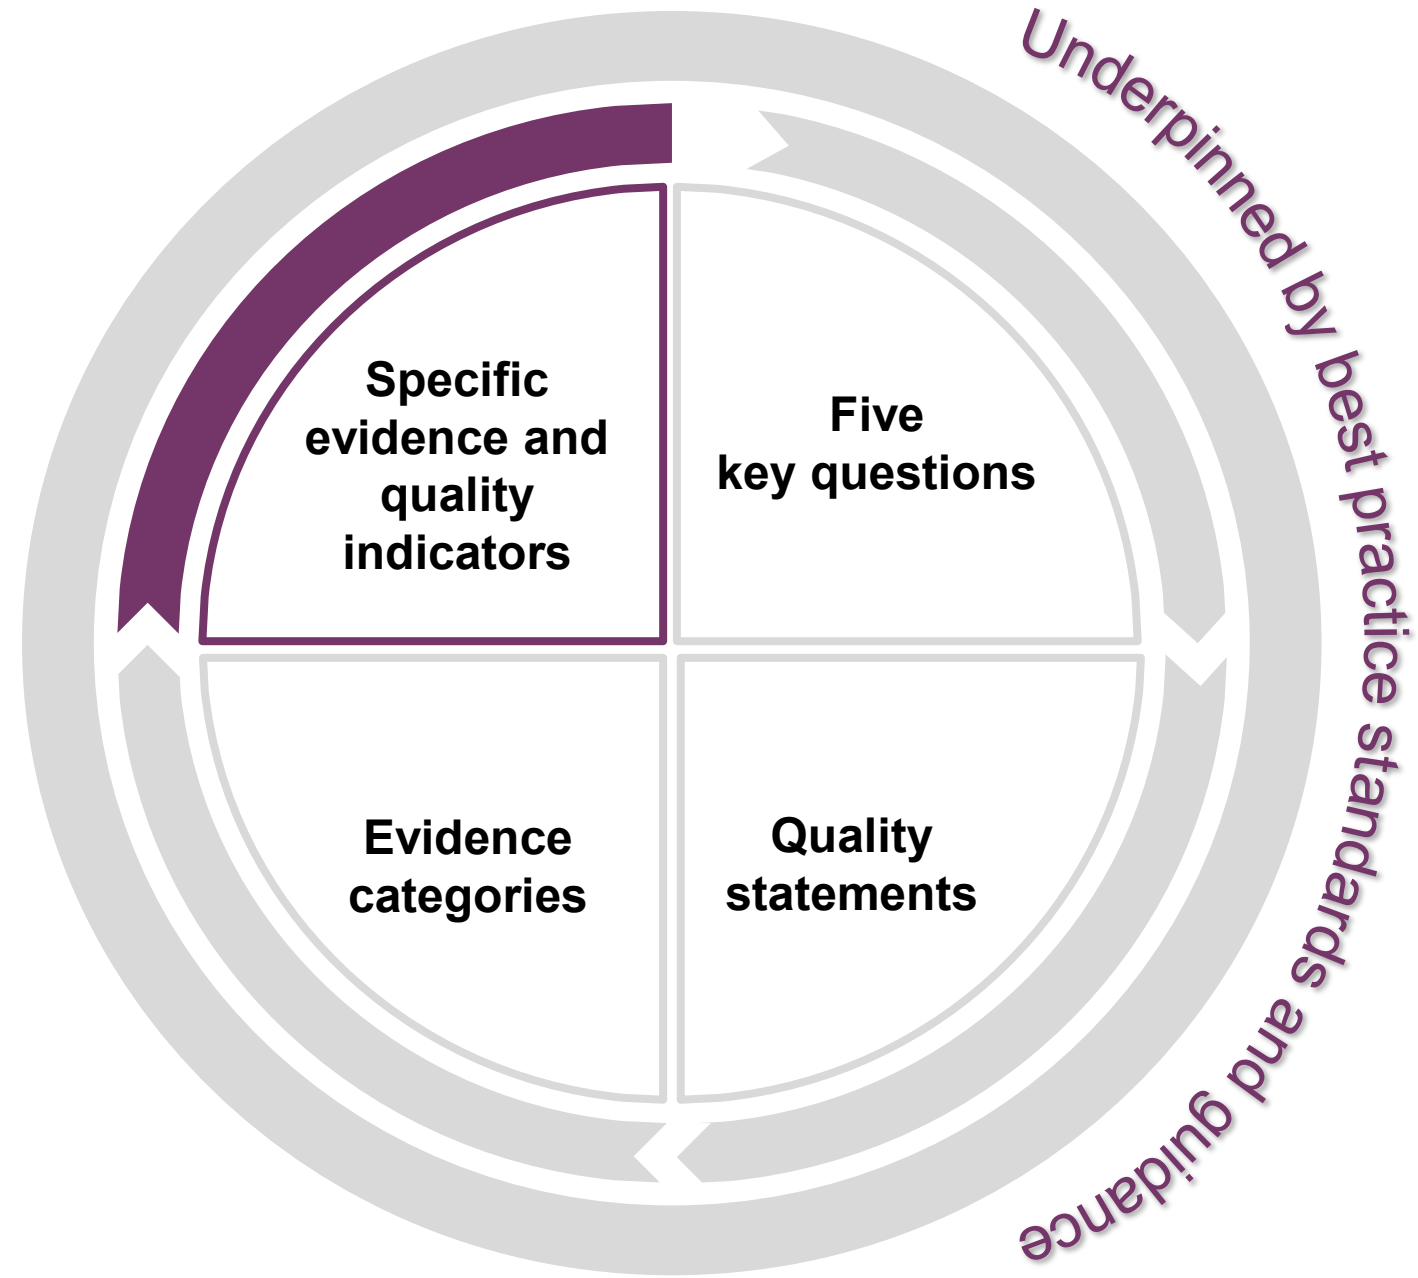 Specific
evidence and
quality
indicators
Five
key questions
Evidence
categories
Quality
statements
Underpinned by best practice standards and guidance